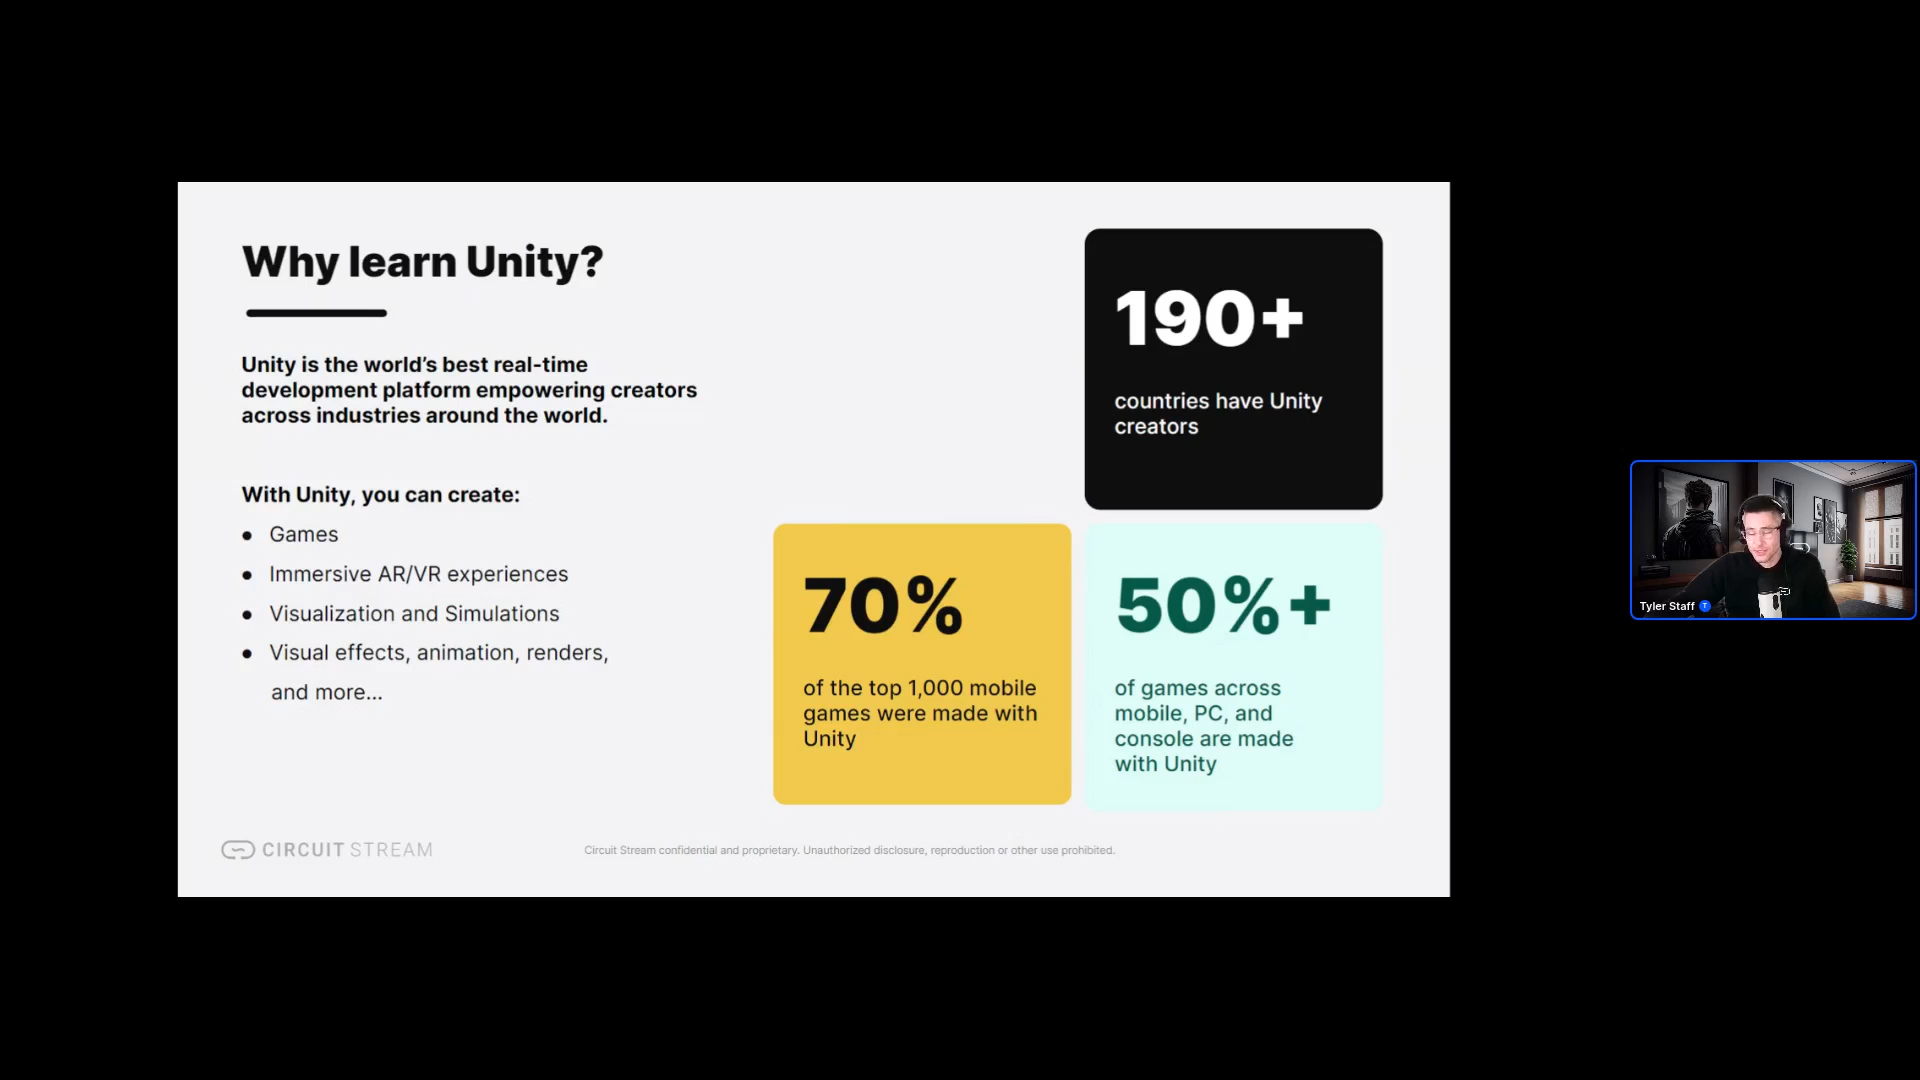 Why learn Unity?
Unity is the world's best real-time
development platform empowering creators
across industries around the world.
With Unity, you can create:
● Games
● Immersive AR/VR experiences
● Visualization and Simulations
● Visual effects, animation, renders,
and more...
190+
countries have Unity
creators
70%
of the top 1,000 mobile
games were made with
Unity
50%+
of games across
mobile, PC, and
console are made
with Unity
CIRCUIT STREAM
Circuit Stream confidential and proprietary. Unauthorized disclosure, reproduction or other use prohibited.
Tyler Staff T